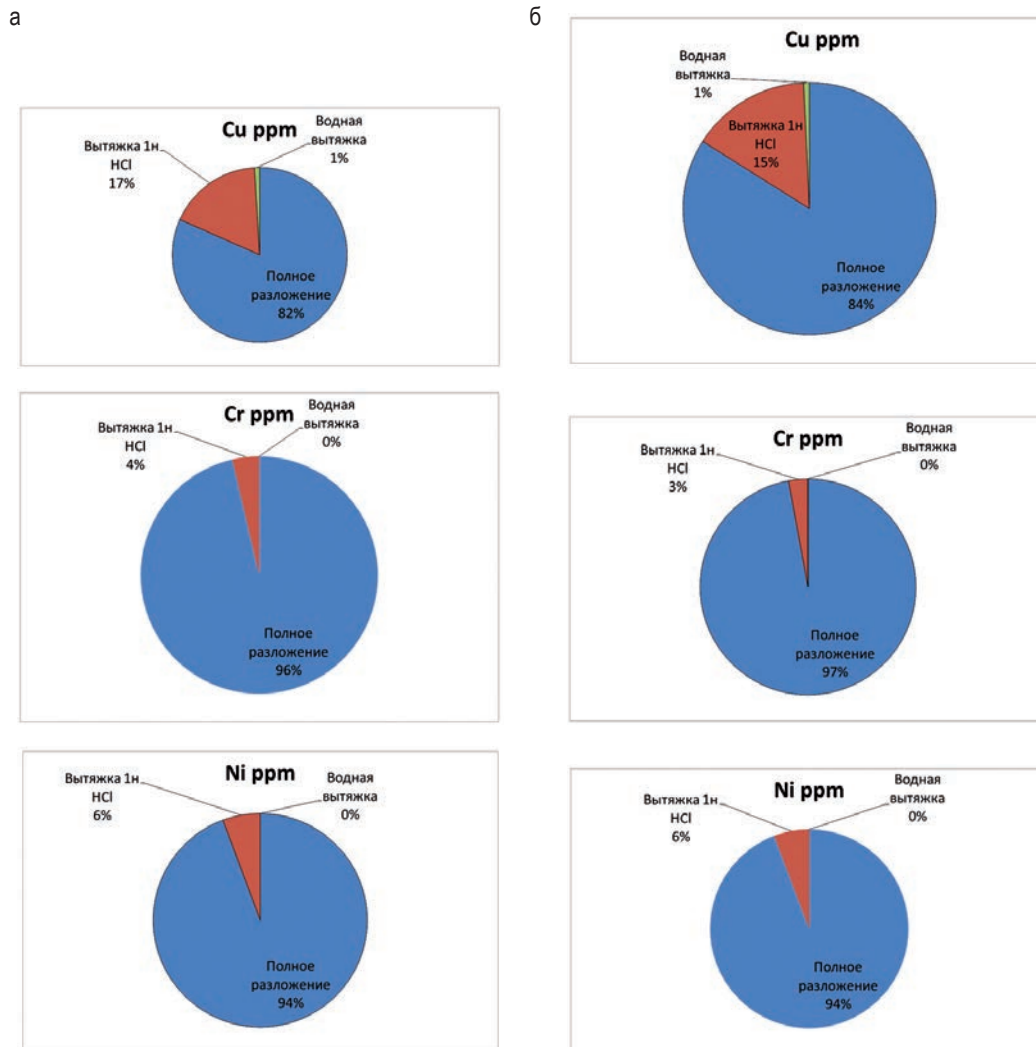 а
Cu ppm
Водная
вытяжка
1%
Вытяжка 1н
HCl
17%
Полное
разложение
82%
Cr ppm
Водная
вытяжка
0%
Вытяжка 1н
HCl
4%
Полное
разложение
96%
Ni ppm
Водная
вытяжка
0%
Вытяжка 1н
HCl
6%
Полное
разложение
94%
б
Cu ppm
Водная
вытяжка
1%
Вытяжка 1н
HCl
15%
Полное
разложение
84%
Cr ppm
Водная
вытяжка
0%
Вытяжка 1н
HCl
3%
Полное
разложение
97%
Ni ppm
Водная
вытяжка
0%
Вытяжка 1н
HCl
6%
Полное
разложение
94%